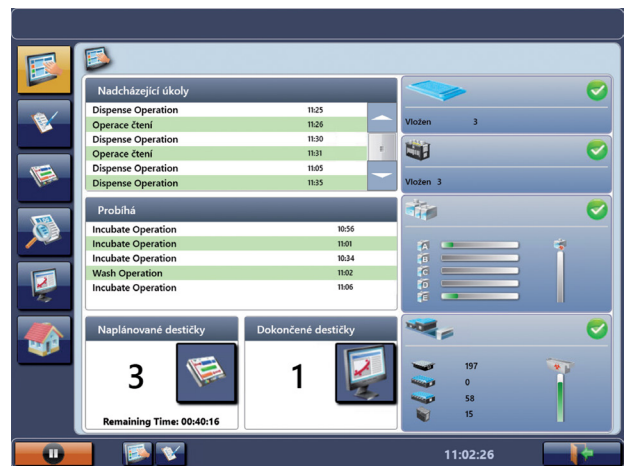 Nadcházející úkoly
Dispense Operation 11:25
Operace čtení 11:26
Dispense Operation 11:30
Operace čtení 11:31
Dispense Operation 11:05
Dispense Operation 11:35
Vložen 3
Vložen 3
Probíhá
Incubate Operation 10:56
Incubate Operation 11:01
Incubate Operation 10:34
Wash Operation 11:02
Incubate Operation 11:06
A
B
C
D
E
Naplánované destičky
3
Remaining Time: 00:40:16
Dokončené destičky
1
197
0
58
15
11:02:26